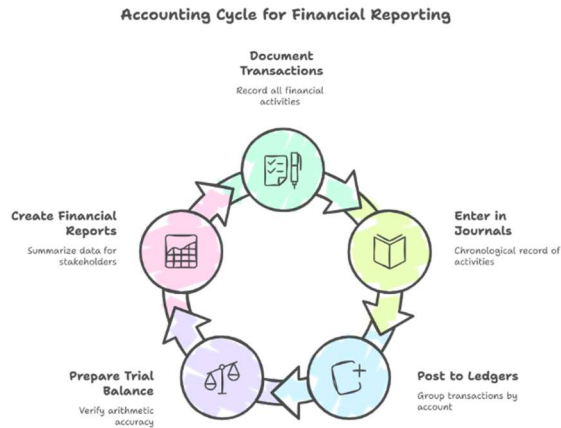 Accounting Cycle for Financial Reporting
Document
Transactions
Record all financial
activities
Enter in
Journals
Chronological record of
activities
Post to Ledgers
Group transactions by
account
Prepare Trial
Balance
Verify arithmetic
accuracy
Create Financial
Reports
Summarize data for
stakeholders